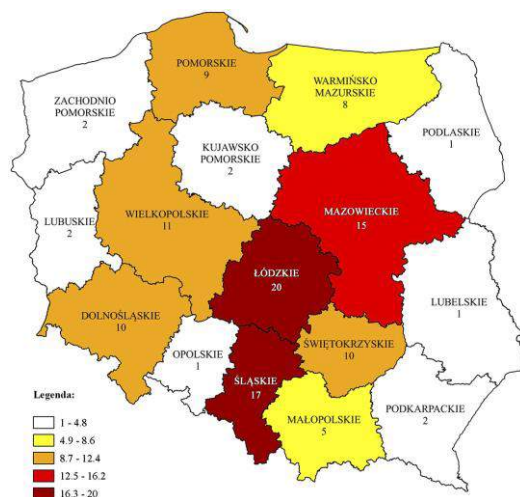 POMORSKIE
9
WARMIŃSKO
MAZURSKIE
8
ZACHODNIO
POMORSKIE
2
PODLASKIE
1
KUJAWSKO
POMORSKIE
2
LUBUSKIE
2
WIELKOPOLSKIE
11
MAZOWIECKIE
15
ŁÓDZKIE
20
LUBELSKIE
1
DOLNOŚLĄSKIE
10
OPOLSKIE
1
ŚWIĘTOKRZYSKIE
10
ŚLĄSKIE
17
MAŁOPOLSKIE
5
PODKARPACKIE
2
Legenda:
1 - 4.8
4.9 - 8.6
8.7 - 12.4
12.5 - 16.2
16.3 - 20